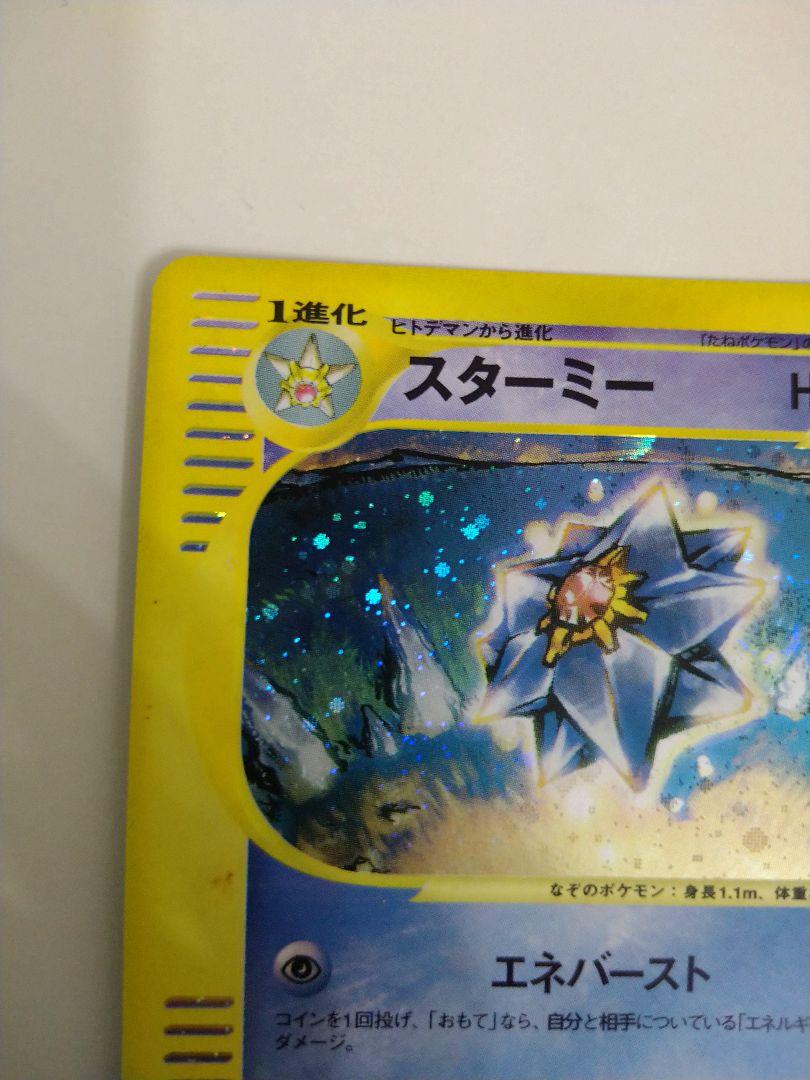 1進化 ヒトデマンから進化
「たねポケモン」の
スターミー H
なぞのポケモン：身長1.1m、体重
エネバースト
コインを1回投げ、「おもて」なら、自分と相手についている「エネルギ
ダメージ。